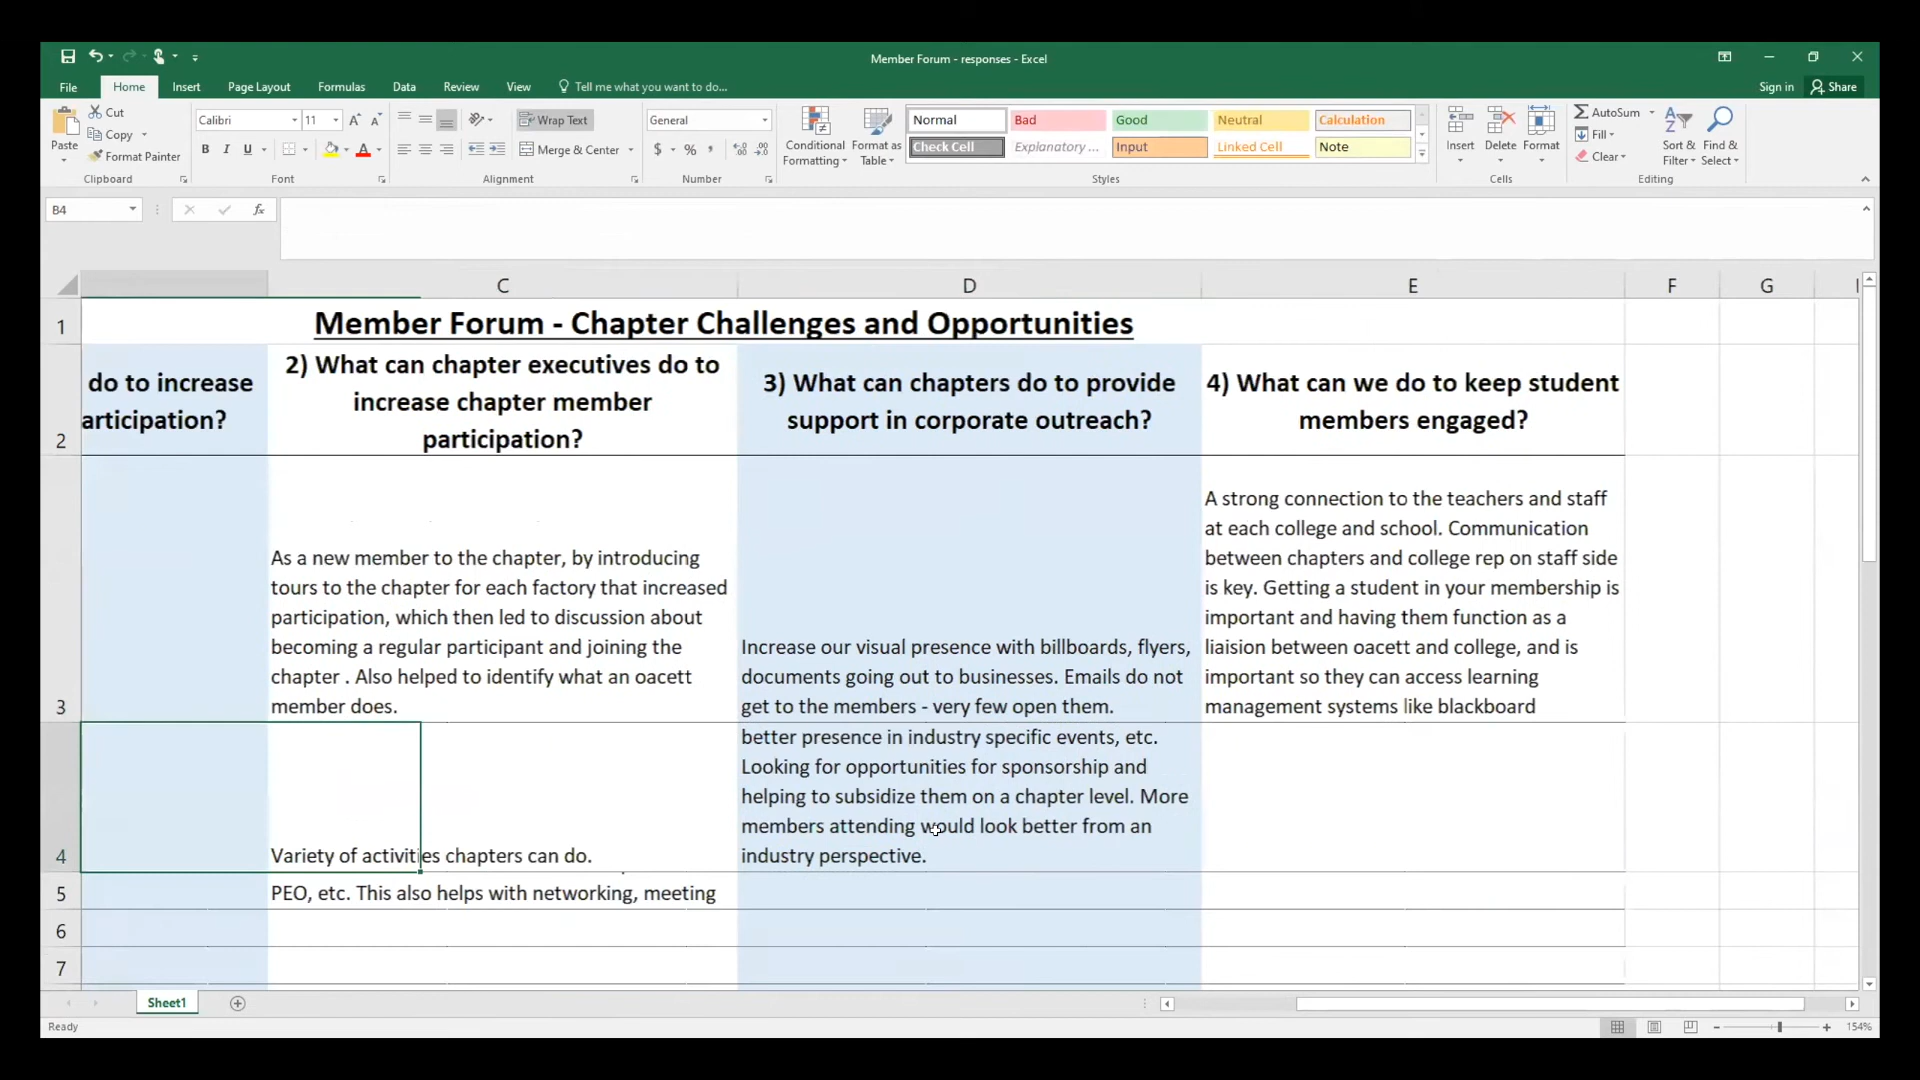 Member Forum - responses - Excel
File Home Insert Page Layout Formulas Data Review View Tell me what you want to do... Sign in Share
Cut
Copy
Format Painter
Paste
Clipboard
Calibri 11
B I U
Font
Wrap Text
Merge & Center
Alignment
General
$ % ,
Number
Conditional Formatting
Format as Table
Normal Bad Good Neutral Calculation
Check Cell Explanatory ... Input Linked Cell Note
Styles
Insert Delete Format
Cells
AutoSum
Fill
Clear
Sort & Filter
Find & Select
Editing
B4
fx
C D E F G
1 Member Forum - Chapter Challenges and Opportunities
2
do to increase
articipation?
2) What can chapter executives do to
increase chapter member
participation?
3) What can chapters do to provide
support in corporate outreach?
4) What can we do to keep student
members engaged?
3
As a new member to the chapter, by introducing
tours to the chapter for each factory that increased
participation, which then led to discussion about
becoming a regular participant and joining the
chapter . Also helped to identify what an oacett
member does.
Increase our visual presence with billboards, flyers,
documents going out to businesses. Emails do not
get to the members - very few open them.
A strong connection to the teachers and staff
at each college and school. Communication
between chapters and college rep on staff side
is key. Getting a student in your membership is
important and having them function as a
liaision between oacett and college, and is
important so they can access learning
management systems like blackboard
4
Variety of activities chapters can do.
better presence in industry specific events, etc.
Looking for opportunities for sponsorship and
helping to subsidize them on a chapter level. More
members attending would look better from an
industry perspective.
5
PEO, etc. This also helps with networking, meeting
6
7
Sheet1
Ready
154%